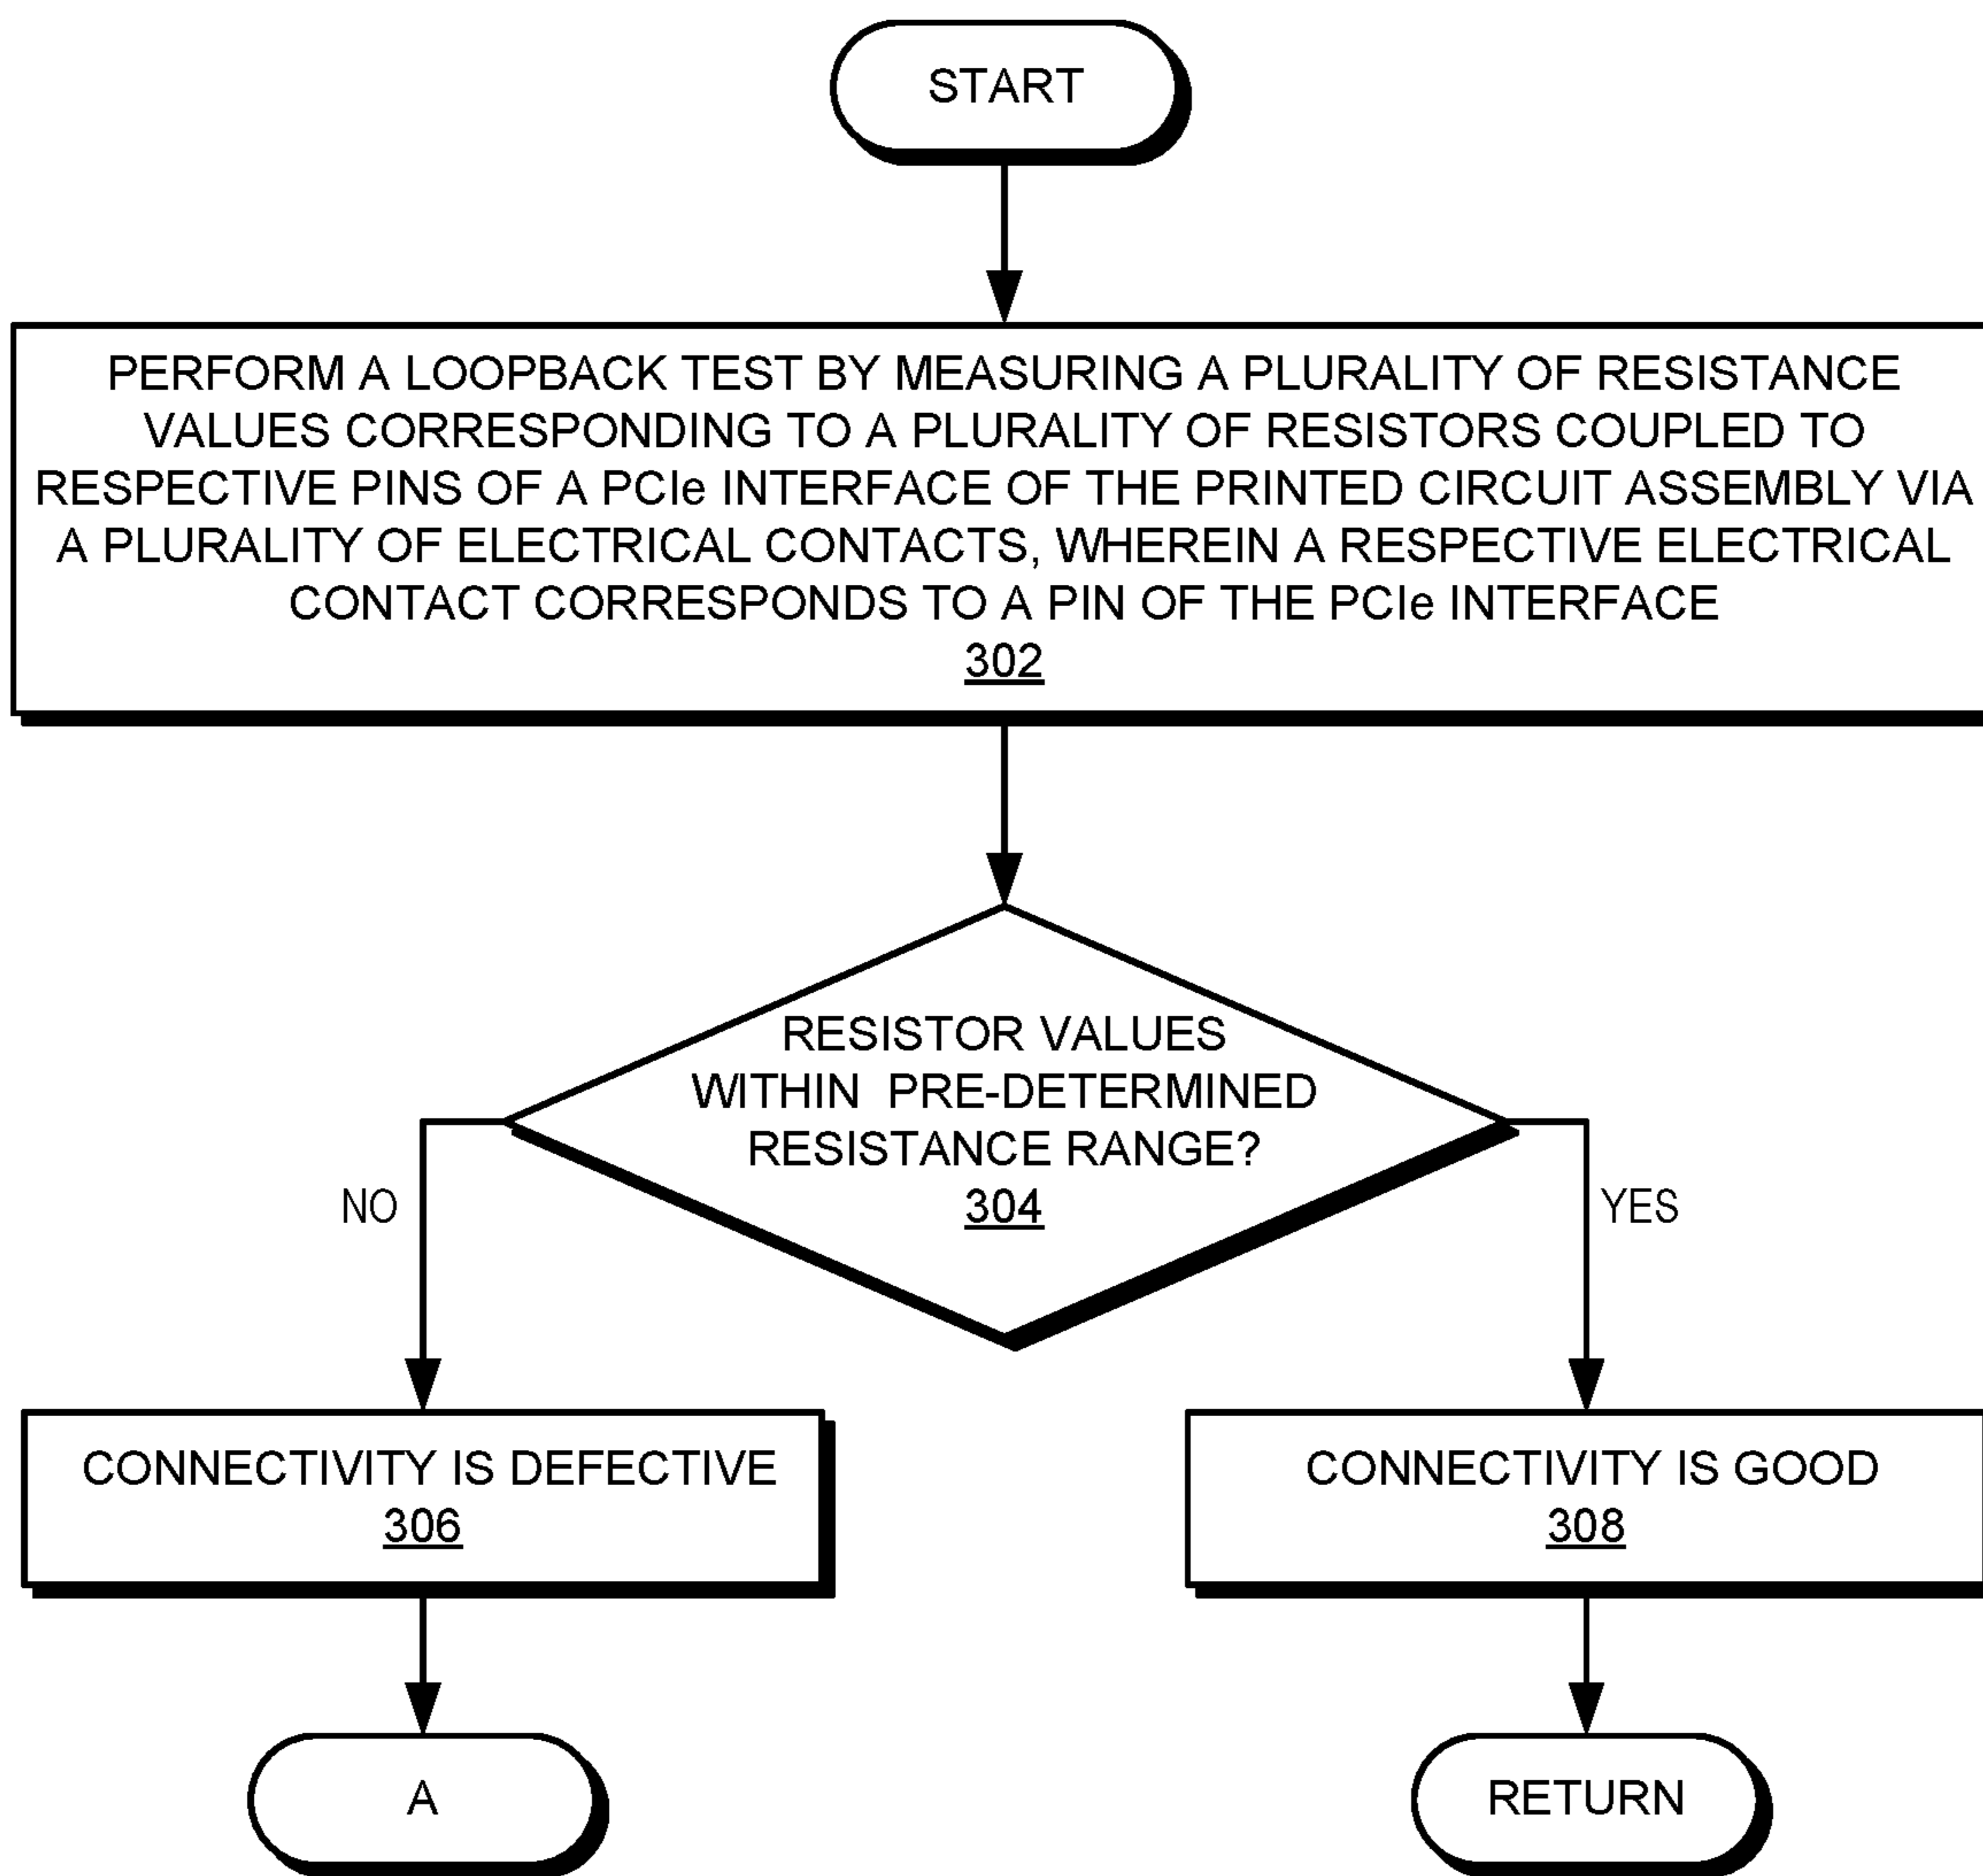 START
PERFORM A LOOPBACK TEST BY MEASURING A PLURALITY OF RESISTANCE
VALUES CORRESPONDING TO A PLURALITY OF RESISTORS COUPLED TO
RESPECTIVE PINS OF A PCIe INTERFACE OF THE PRINTED CIRCUIT ASSEMBLY VIA
A PLURALITY OF ELECTRICAL CONTACTS, WHEREIN A RESPECTIVE ELECTRICAL
CONTACT CORRESPONDS TO A PIN OF THE PCIe INTERFACE
302
RESISTOR VALUES
WITHIN PRE-DETERMINED
RESISTANCE RANGE?
304
NO
YES
CONNECTIVITY IS DEFECTIVE
306
CONNECTIVITY IS GOOD
308
A
RETURN